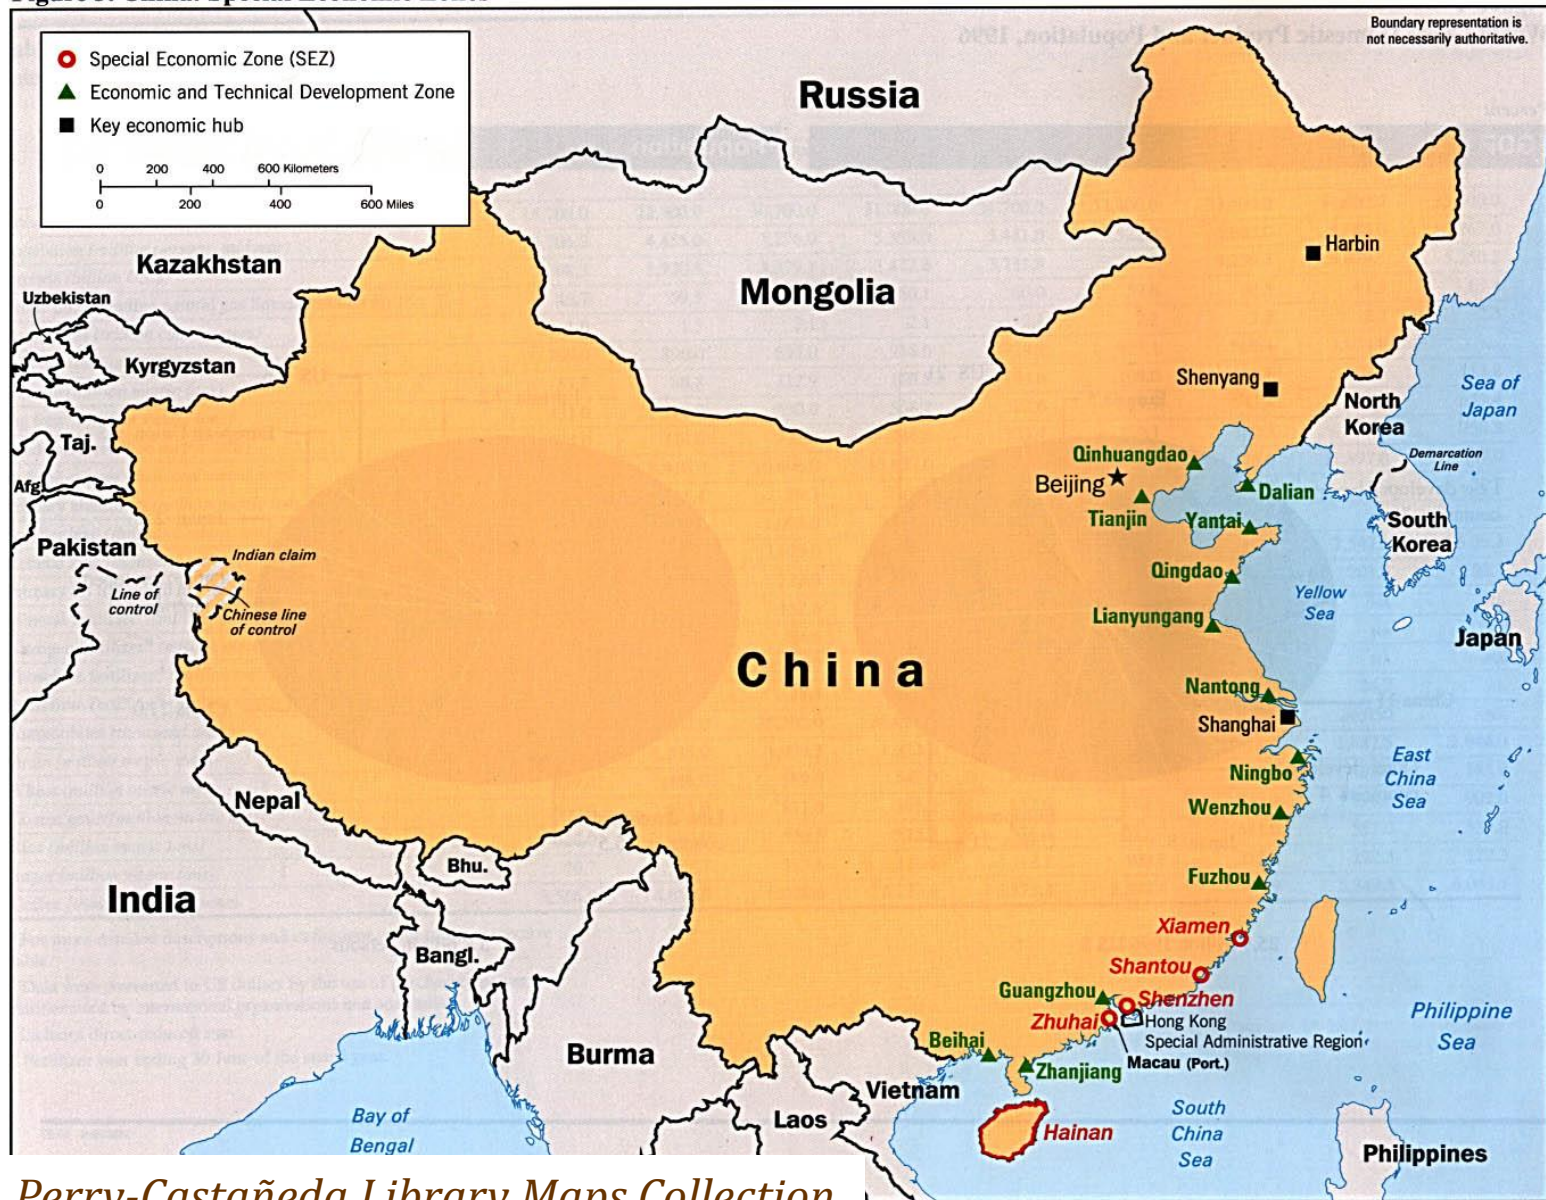 Boundary representation is
not necessarily authoritative.
Special Economic Zone (SEZ)
Economic and Technical Development Zone
Key economic hub
0 200 400 600 Kilometers
0 200 400 600 Miles
Russia
Kazakhstan
Uzbekistan
Mongolia
Harbin
Kyrgyzstan
Shenyang
North
Korea
Sea of
Japan
Taj.
Afg.
Qinhuangdao
Beijing
Demarcation
Line
Dalian
Tianjin
Yantai
South
Korea
Pakistan
Indian claim
Line of
control
Chinese line
of control
Qingdao
Yellow
Sea
Lianyungang
Japan
China
Nantong
Shanghai
Ningbo
East
China
Sea
Nepal
Wenzhou
Bhu.
Fuzhou
India
Xiamen
Bangl.
Shantou
Guangzhou
Shenzhen
Zhuhai
Hong Kong
Special Administrative Region
Philippine
Sea
Burma
Beihai
Macau (Port.)
Zhanjiang
Vietnam
Laos
Bay of
Bengal
South
China
Sea
Hainan
Philippines
Perry-Castañeda Library Maps Collection